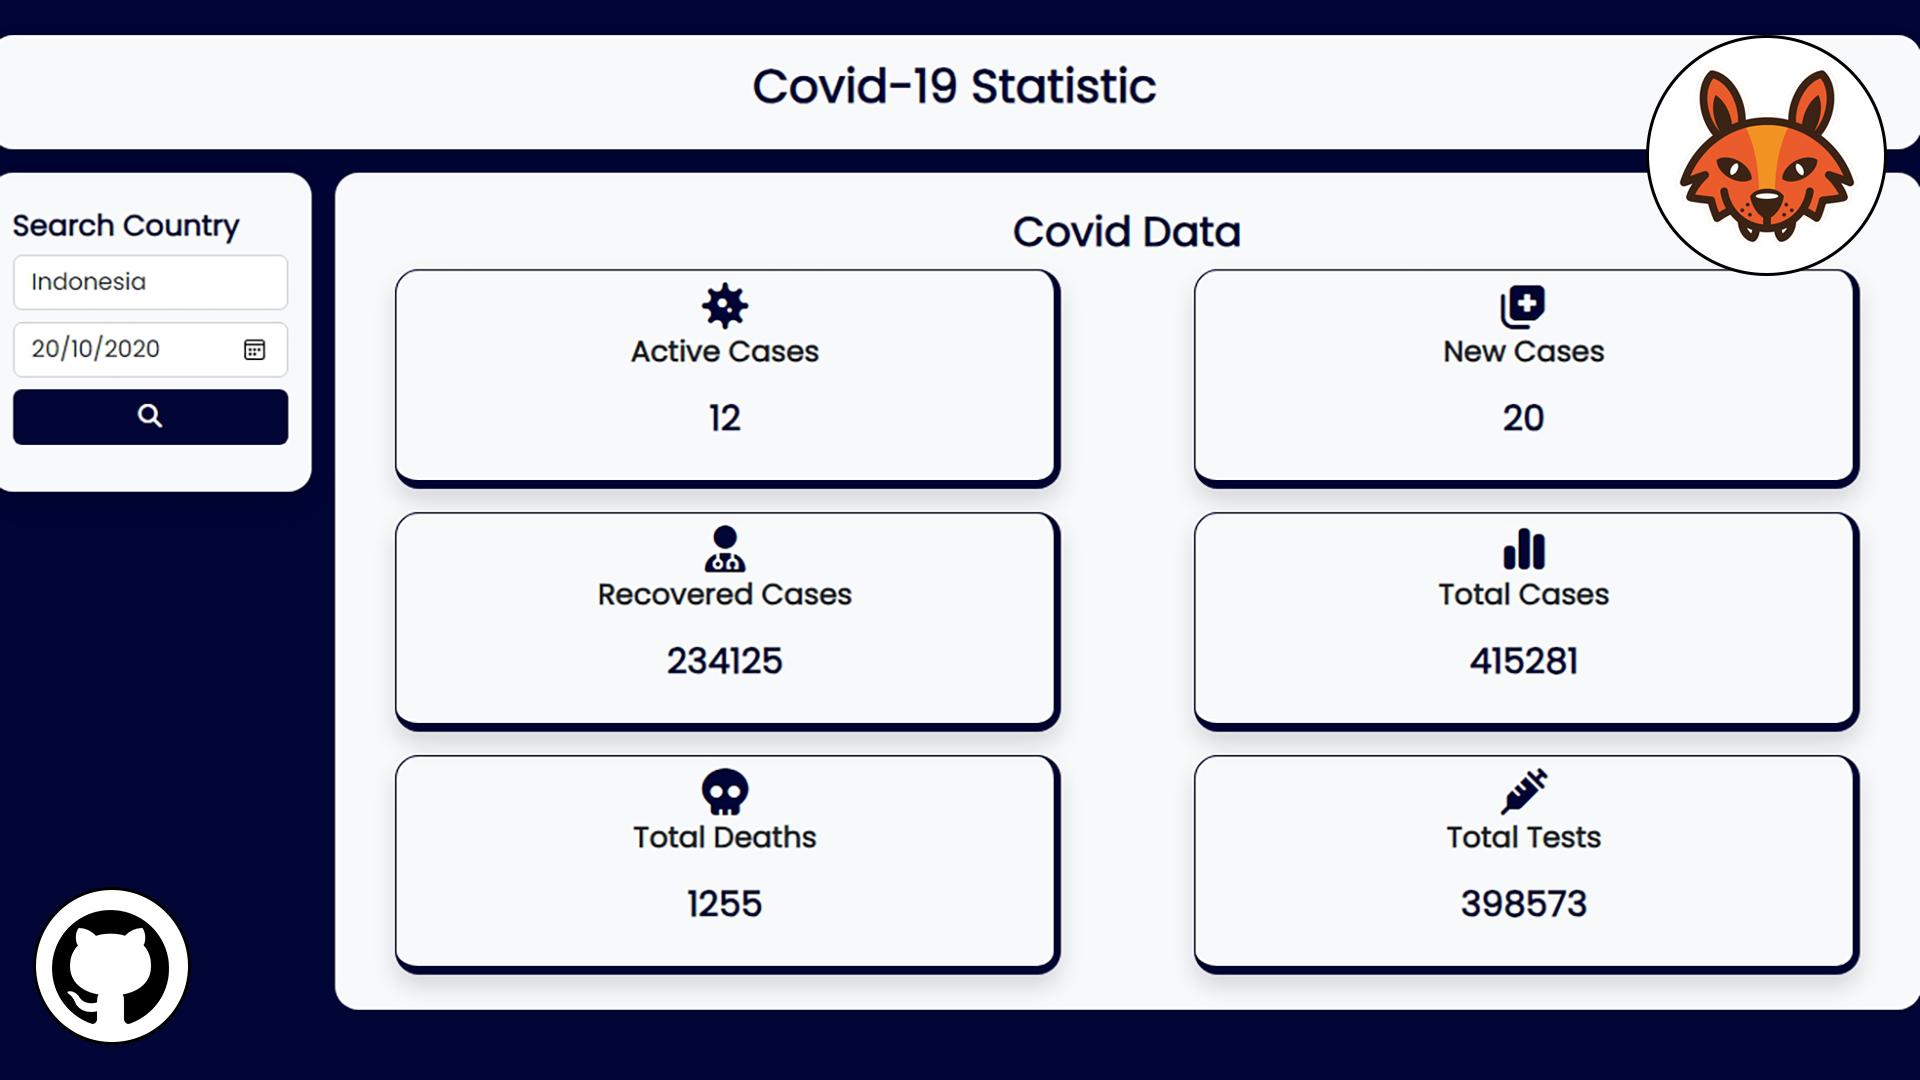 Covid-19 Statistic
Search Country
Indonesia
20/10/2020
Covid Data
Active Cases
12
New Cases
20
Recovered Cases
234125
Total Cases
415281
Total Deaths
1255
Total Tests
398573